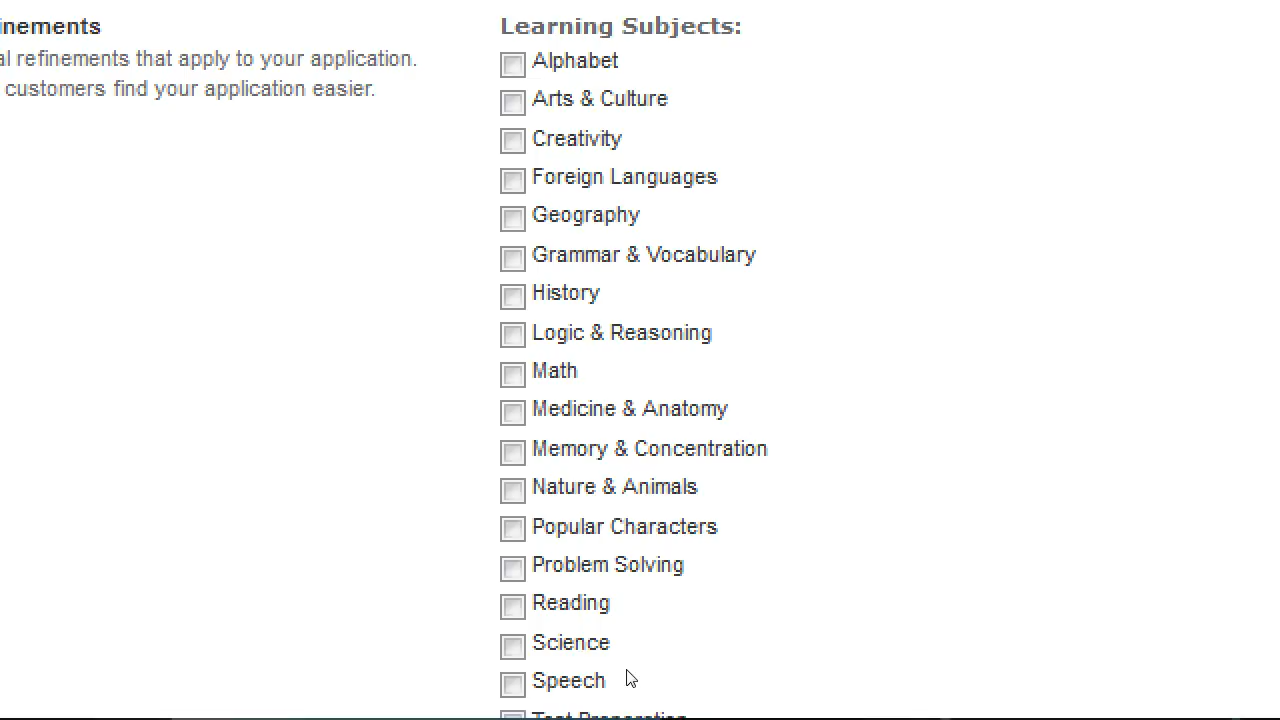 inements
al refinements that apply to your application.
customers find your application easier.
Learning Subjects:
Alphabet
Arts & Culture
Creativity
Foreign Languages
Geography
Grammar & Vocabulary
History
Logic & Reasoning
Math
Medicine & Anatomy
Memory & Concentration
Nature & Animals
Popular Characters
Problem Solving
Reading
Science
Speech
Test Preparation